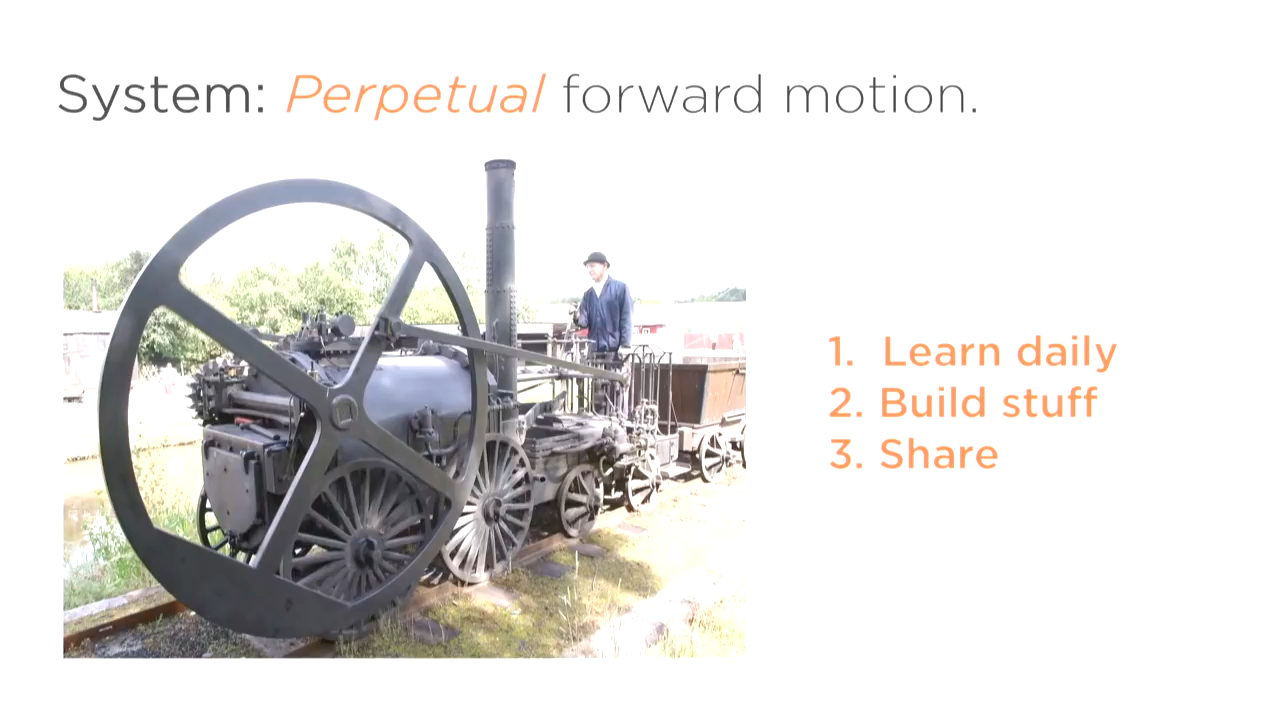 System: Perpetual forward motion.
1. Learn daily
2. Build stuff
3. Share